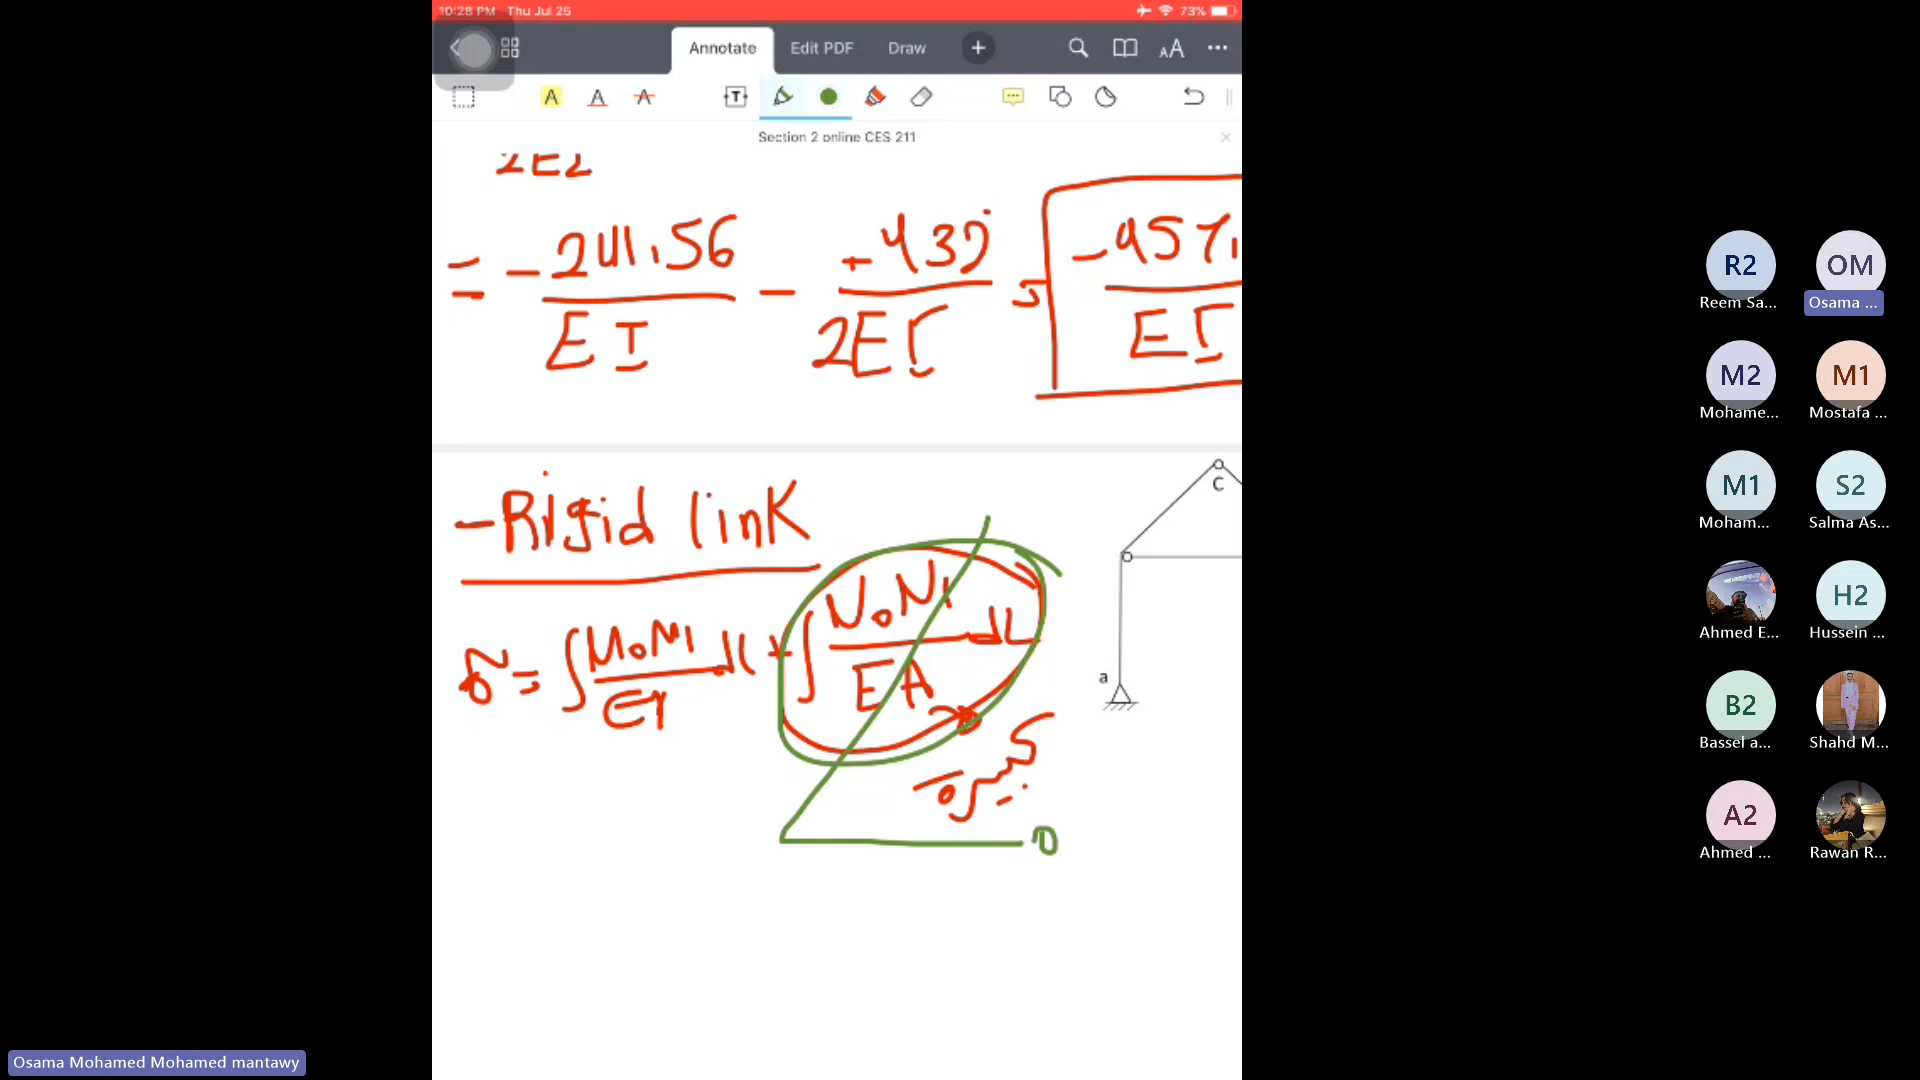 10:28 PM Thu Jul 25
73%
Annotate Edit PDF Draw
A A A T
Section 2 online CES 211
= -241.56 / EI - +432 / 2EI = -457. / EI
- Rigid link
δ = ∫ M₀M₁ / EI dl + ∫ N₀N₁ / EA dl
0
C
a
R2
Reem Sa...
OM
Osama ...
M2
Mohame...
M1
Mostafa ...
M1
Moham...
S2
Salma As...
Ahmed E...
H2
Hussein ...
B2
Bassel a...
Shahd M...
A2
Ahmed ...
Rawan R...
Osama Mohamed Mohamed mantawy